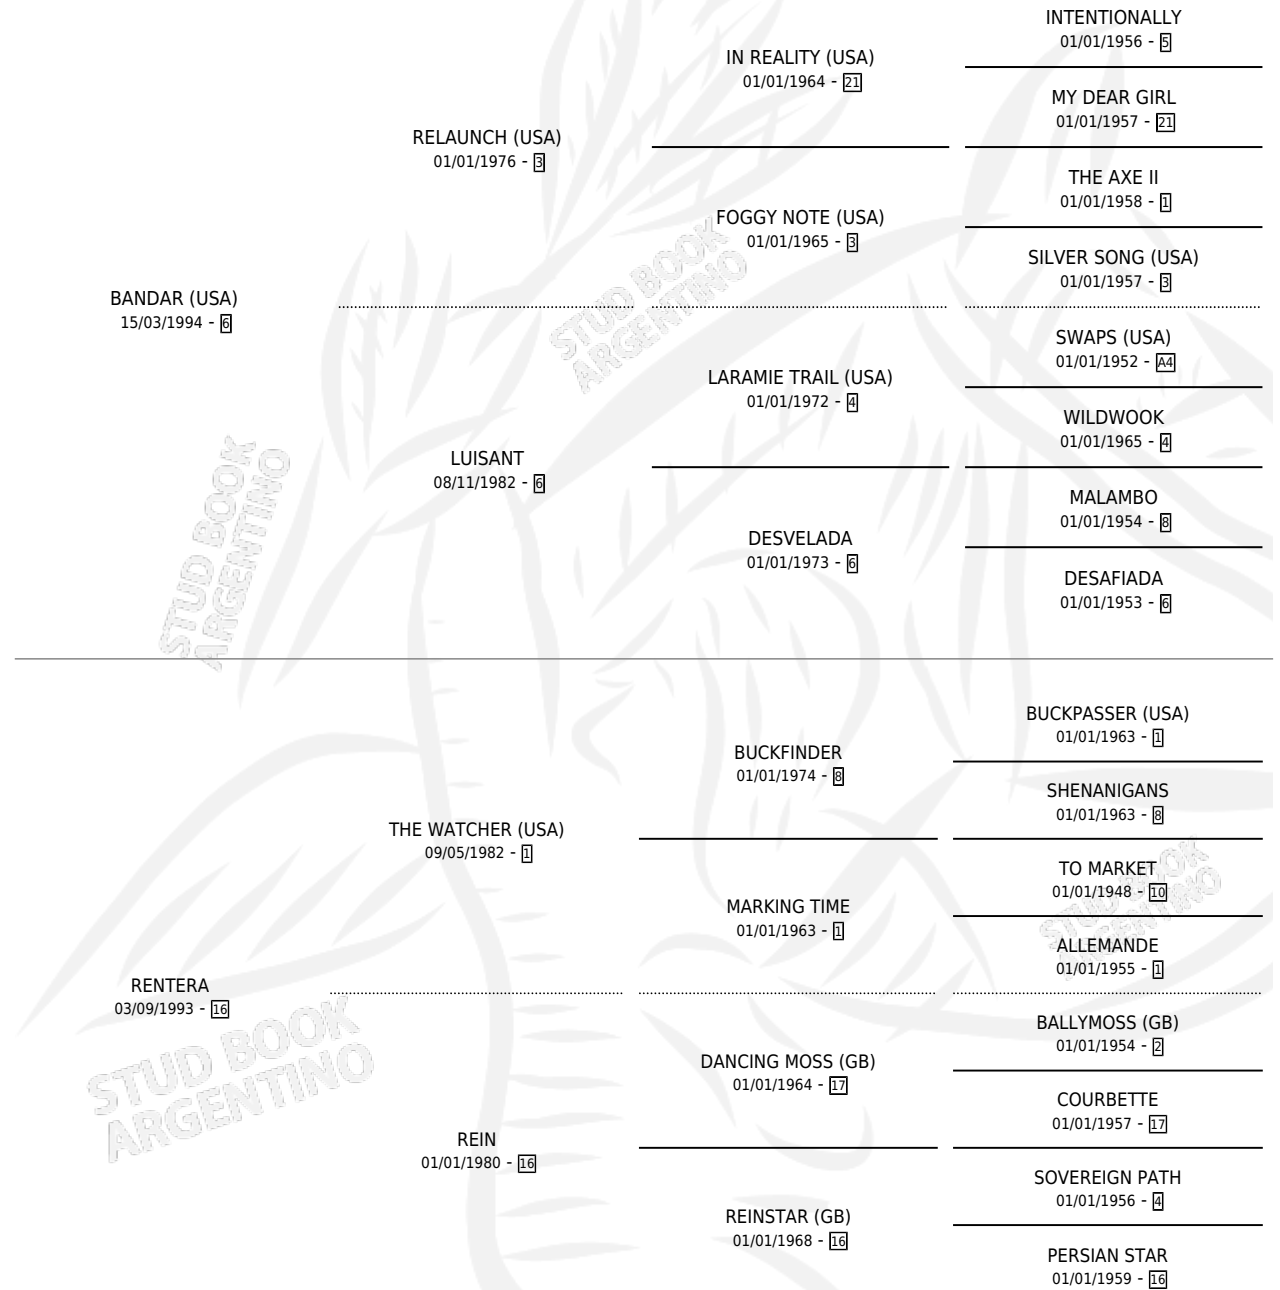 INTENTIONALLY
01/01/1956 - 5
IN REALITY (USA)
01/01/1964 - 21
MY DEAR GIRL
01/01/1957 - 21
RELAUNCH (USA)
01/01/1976 - 3
THE AXE II
01/01/1958 - 1
FOGGY NOTE (USA)
01/01/1965 - 3
SILVER SONG (USA)
01/01/1957 - 3
BANDAR (USA)
15/03/1994 - 6
SWAPS (USA)
01/01/1952 - A4
LARAMIE TRAIL (USA)
01/01/1972 - 4
WILDWOOK
01/01/1965 - 4
LUISANT
08/11/1982 - 6
MALAMBO
01/01/1954 - 8
DESVELADA
01/01/1973 - 6
DESAFIADA
01/01/1953 - 6
STUD BOOK
ARGENTINO
STUD BOOK
ARGENTINO
BUCKPASSER (USA)
01/01/1963 - 1
BUCKFINDER
01/01/1974 - 8
SHENANIGANS
01/01/1963 - 8
THE WATCHER (USA)
09/05/1982 - 1
TO MARKET
01/01/1948 - 10
MARKING TIME
01/01/1963 - 1
ALLEMANDE
01/01/1955 - 1
STUD BOOK
ARGENTINO
RENTERA
03/09/1993 - 16
BALLYMOSS (GB)
01/01/1954 - 2
DANCING MOSS (GB)
01/01/1964 - 17
COURBETTE
01/01/1957 - 17
REIN
01/01/1980 - 16
SOVEREIGN PATH
01/01/1956 - 4
REINSTAR (GB)
01/01/1968 - 16
PERSIAN STAR
01/01/1959 - 16
STUD BOOK
ARGENTINO